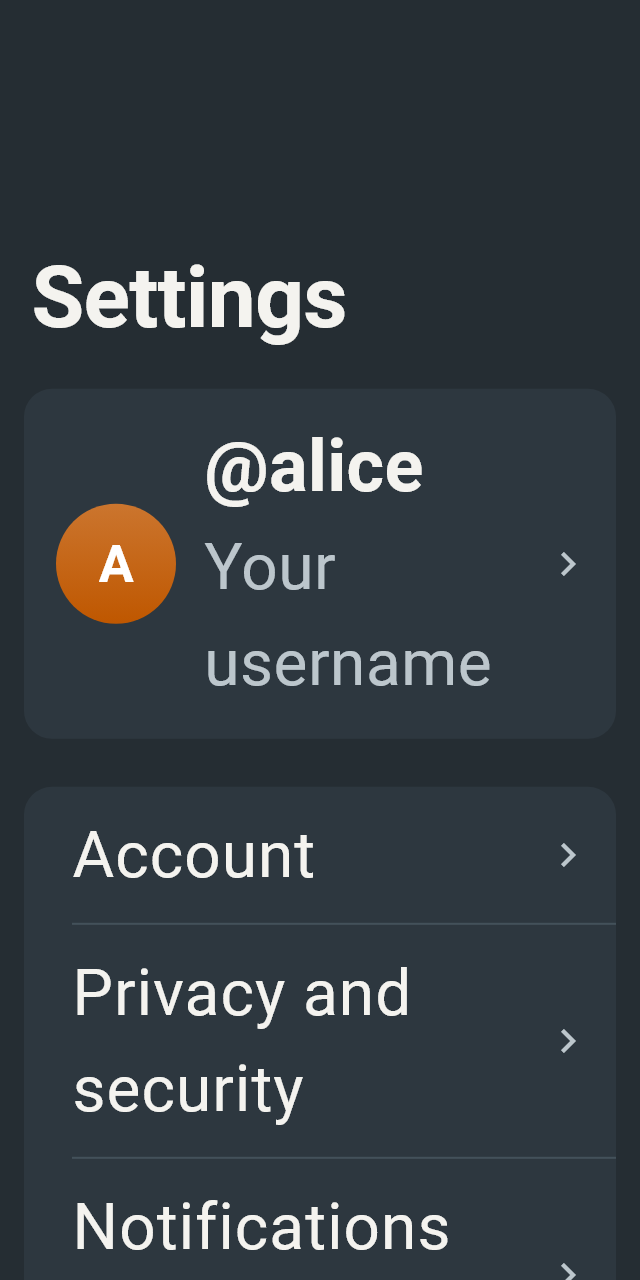 Settings
@alice
A
Your
username
Account
Privacy and
security
Notifications